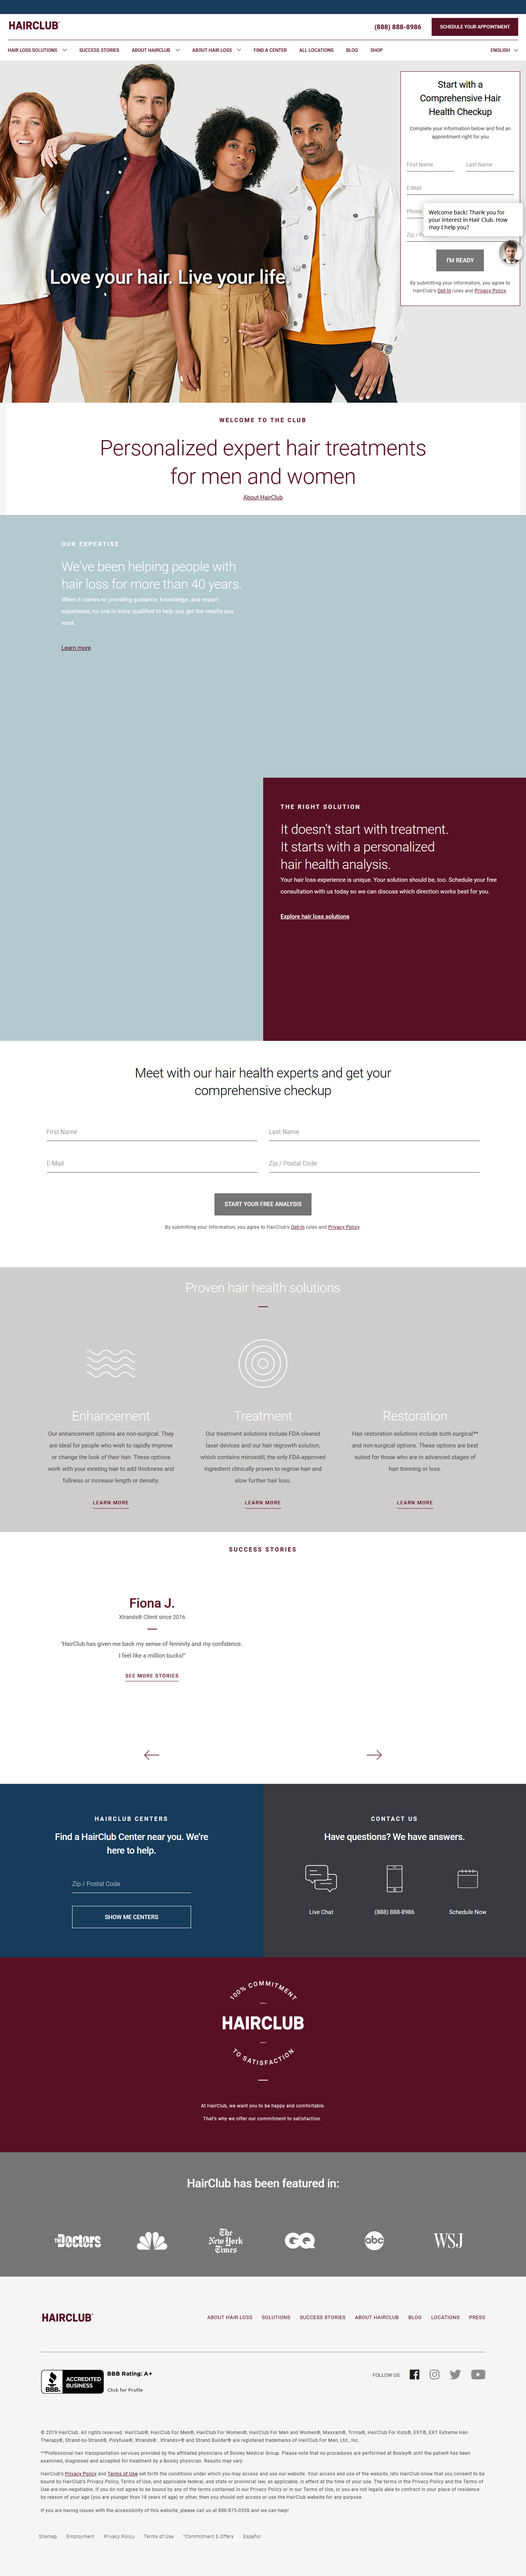 HAIRCLUB®
(888) 888-8986
SCHEDULE YOUR APPOINTMENT
HAIR LOSS SOLUTIONS
SUCCESS STORIES
ABOUT HAIRCLUB
ABOUT HAIR LOSS
FIND A CENTER
ALL LOCATIONS
BLOG
SHOP
ENGLISH
Love your hair. Live your life.
Start with a
Comprehensive Hair
Health Checkup
Complete your information below and find an
appointment right for you
First Name
Last Name
E-Mail
Phone
Zip / P
Welcome back! Thank you for
your interest in Hair Club. How
may I help you?
I'M READY
By submitting your information, you agree to
HairClub's Opt-In rules and Privacy Policy.
WELCOME TO THE CLUB
Personalized expert hair treatments
for men and women
About HairClub
OUR EXPERTISE
We've been helping people with
hair loss for more than 40 years.
When it comes to providing guidance, knowledge, and expert
experience, no one is more qualified to help you get the results you
want.
Learn more
THE RIGHT SOLUTION
It doesn't start with treatment.
It starts with a personalized
hair health analysis.
Your hair loss experience is unique. Your solution should be, too. Schedule your free
consultation with us today so we can discuss which direction works best for you.
Explore hair loss solutions
Meet with our hair health experts and get your
comprehensive checkup
First Name
Last Name
E-Mail
Zip / Postal Code
START YOUR FREE ANALYSIS
By submitting your information, you agree to HairClub's Opt-In rules and Privacy Policy.
Proven hair health solutions
Enhancement
Our enhancement options are non-surgical. They
are ideal for people who wish to rapidly improve
or change the look of their hair. These options
work with your existing hair to add thickness and
fullness or increase length or density.
LEARN MORE
Treatment
Our treatment solutions include FDA-cleared
laser devices and our hair regrowth solution,
which contains minoxidil, the only FDA-approved
ingredient clinically proven to regrow hair and
slow further hair loss.
LEARN MORE
Restoration
Hair restoration solutions include both surgical**
and non-surgical options. These options are best
suited for those who are in advanced stages of
hair thinning or loss.
LEARN MORE
SUCCESS STORIES
Fiona J.
Xtrands® Client since 2016
"HairClub has given me back my sense of feminity and my confidence.
I feel like a million bucks!"
SEE MORE STORIES
HAIRCLUB CENTERS
Find a HairClub Center near you. We're
here to help.
Zip / Postal Code
SHOW ME CENTERS
CONTACT US
Have questions? We have answers.
Live Chat
(888) 888-8986
Schedule Now
100% COMMITMENT
HAIRCLUB
TO SATISFACTION
At HairClub, we want you to be happy and comfortable.
That's why we offer our commitment to satisfaction.
HairClub has been featured in:
THE Doctors
The
New York
Times
GQ
abc
WSJ
HAIRCLUB®
ABOUT HAIR LOSS
SOLUTIONS
SUCCESS STORIES
ABOUT HAIRCLUB
BLOG
LOCATIONS
PRESS
BBB
ACCREDITED
BUSINESS
BBB Rating: A+
Click for Profile
FOLLOW US
© 2019 HairClub. All rights reserved. HairClub®, HairClub For Men®, HairClub For Women®, HairClub For Men and Women®, Maxxam®, Trima®, HairClub For Kids®, EXT®, EXT Extreme Hair
Therapy®, Strand-by-Strand®, Polyfuse®, Xtrands® , Xtrands+® and Strand Builder® are registered trademarks of HairClub For Men, Ltd., Inc.
**Professional hair transplantation services provided by the affiliated physicians of Bosley Medical Group. Please note that no procedures are performed at Bosley® until the patient has been
examined, diagnosed and accepted for treatment by a Bosley physician. Results may vary.
HairClub's Privacy Policy and Terms of Use set forth the conditions under which you may access and use our website. Your access and use of the website, lets HairClub know that you consent to be
bound by HairClub's Privacy Policy, Terms of Use, and applicable federal, and state or provincial law, as applicable, in effect at the time of your use. The terms in the Privacy Policy and the Terms of
Use are non-negotiable. If you do not agree to be bound by the terms contained in our Privacy Policy or in our Terms of Use, or you are not legally able to contract in your place of residence
by reason of your age (you are younger than 18 years of age) or other, then you should not access or use the HairClub website for any purpose.
If you are having issues with the accessibility of this website, please call us at 888-875-0338 and we can help!
Sitemap
Employment
Privacy Policy
Terms of Use
*Commitment & Offers
Español